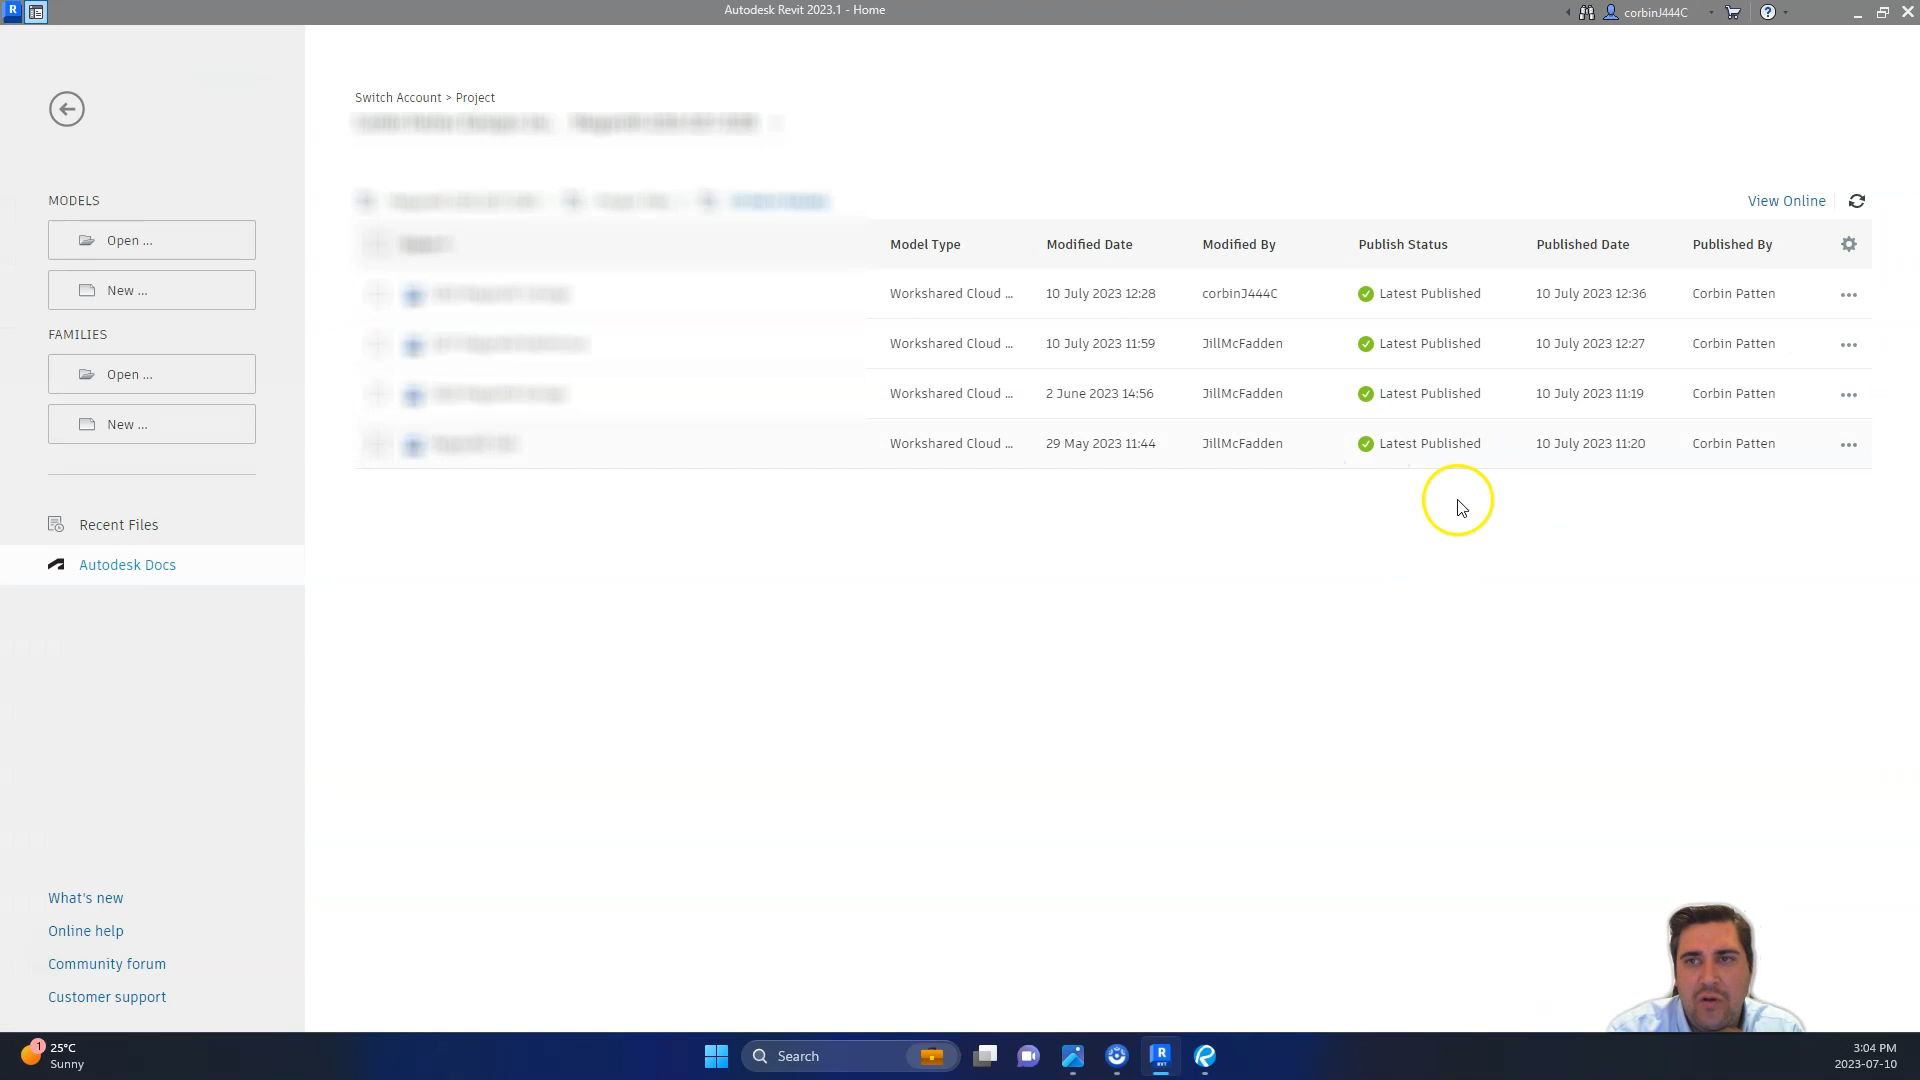 Autodesk Revit 2023.1 - Home
corbinJ444C
Switch Account > Project
MODELS
Open ...
New ...
FAMILIES
Open ...
New ...
Recent Files
Autodesk Docs
What's new
Online help
Community forum
Customer support
View Online
Model Type Modified Date Modified By Publish Status Published Date Published By
Workshared Cloud ... 10 July 2023 12:28 corbinJ444C Latest Published 10 July 2023 12:36 Corbin Patten
Workshared Cloud ... 10 July 2023 11:59 JillMcFadden Latest Published 10 July 2023 12:27 Corbin Patten
Workshared Cloud ... 2 June 2023 14:56 JillMcFadden Latest Published 10 July 2023 11:19 Corbin Patten
Workshared Cloud ... 29 May 2023 11:44 JillMcFadden Latest Published 10 July 2023 11:20 Corbin Patten
1
25°C
Sunny
Search
3:04 PM
2023-07-10